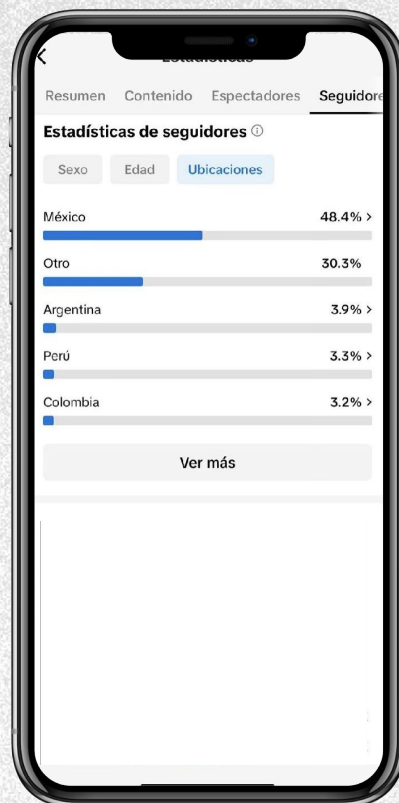 Resumen Contenido Espectadores Seguidore
Estadísticas de seguidores
Sexo Edad Ubicaciones
México 48.4% >
Otro 30.3%
Argentina 3.9% >
Perú 3.3% >
Colombia 3.2% >
Ver más